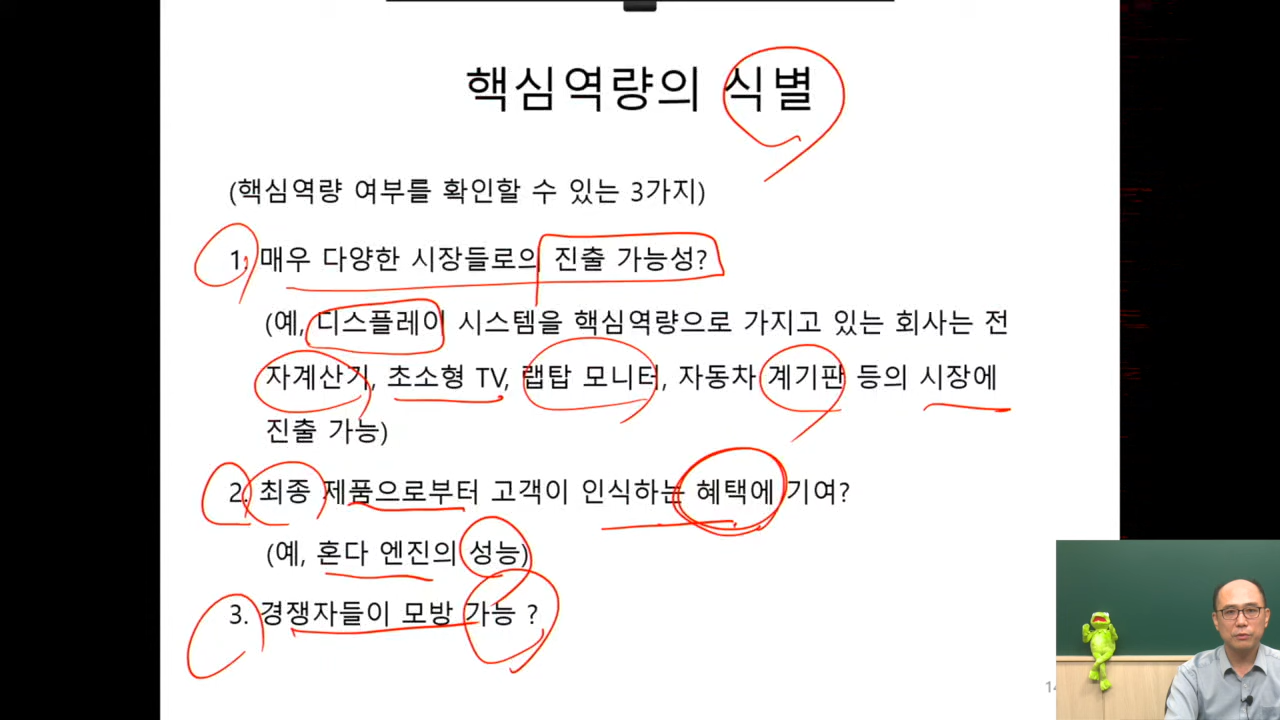 핵심역량의 식별
(핵심역량 여부를 확인할 수 있는 3가지)
1. 매우 다양한 시장들로의 진출 가능성?
(예, 디스플레이 시스템을 핵심역량으로 가지고 있는 회사는 전
자계산기, 초소형 TV, 랩탑 모니터, 자동차 계기판 등의 시장에
진출 가능)
2. 최종 제품으로부터 고객이 인식하는 혜택에 기여?
(예, 혼다 엔진의 성능)
3. 경쟁자들이 모방 가능 ?